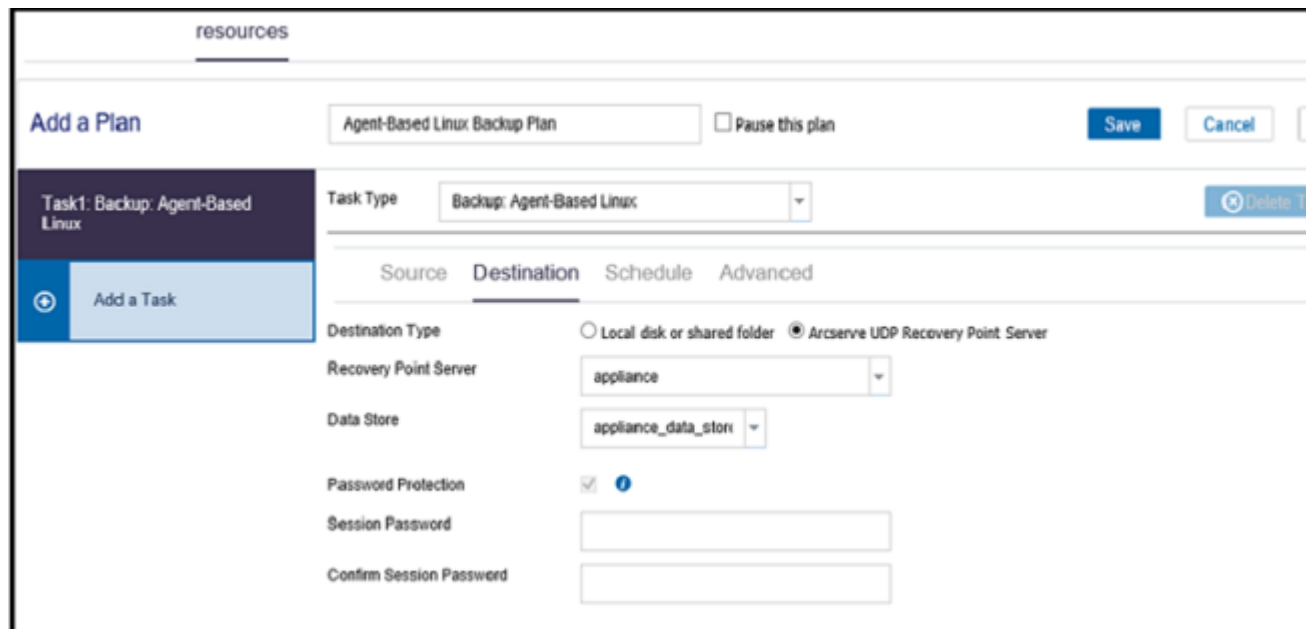 resources
Add a Plan
Agent-Based Linux Backup Plan
Pause this plan
Save
Cancel
Task1: Backup: Agent-Based
Linux
Task Type
Backup: Agent-Based Linux
Delete T
Add a Task
Source Destination Schedule Advanced
Destination Type
Local disk or shared folder
Arcserve UDP Recovery Point Server
Recovery Point Server
appliance
Data Store
appliance_data_store
Password Protection
Session Password
Confirm Session Password